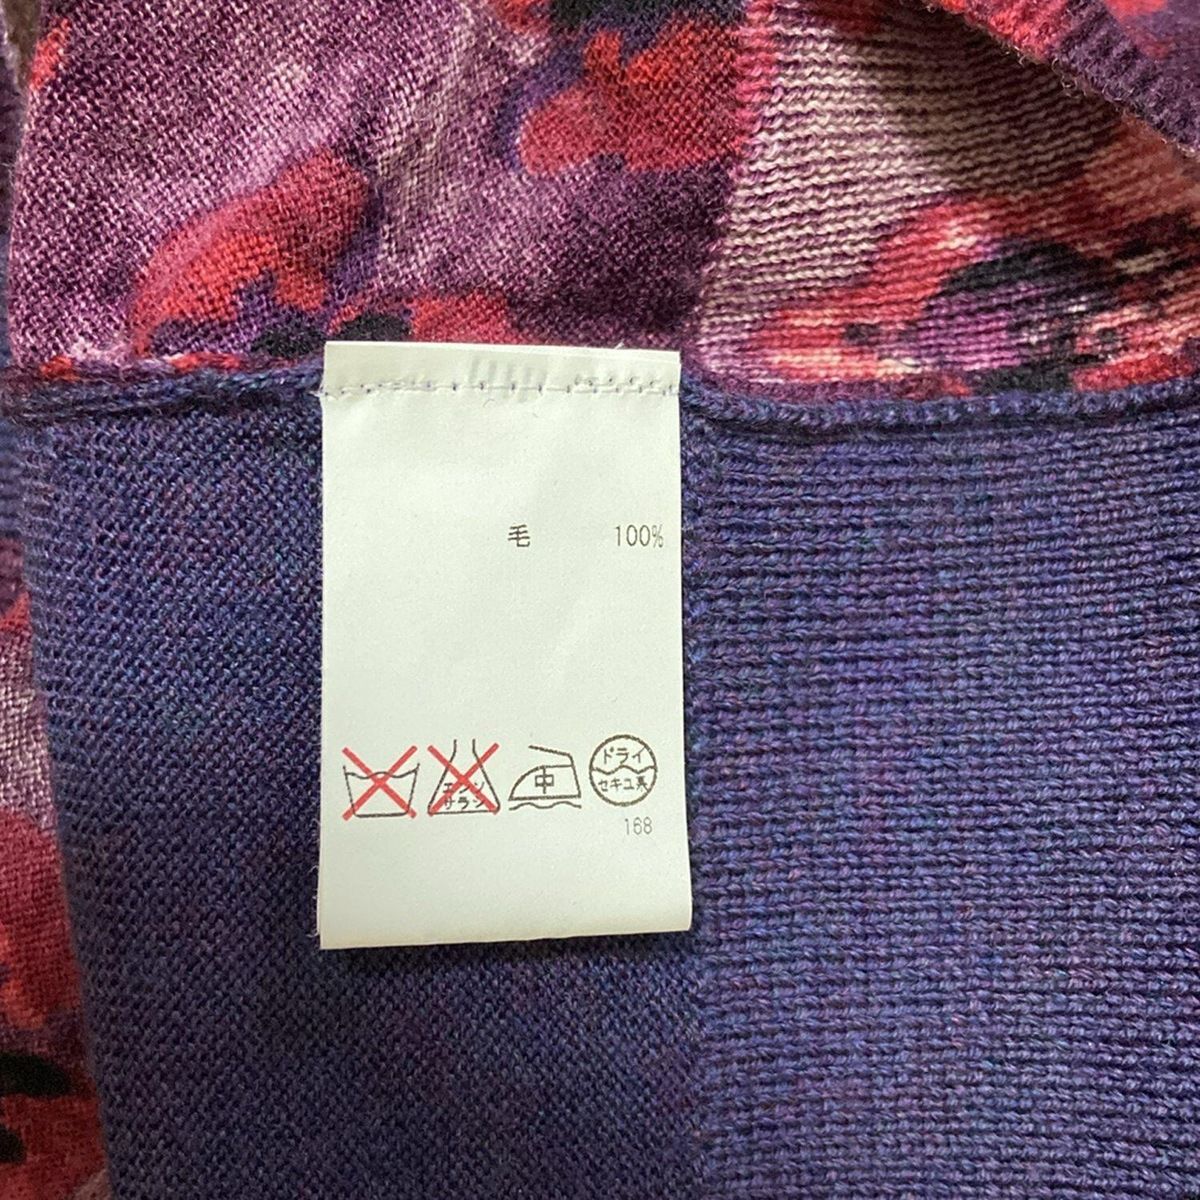 毛 100%
エンソ サラシ
中
ドライ
セキユ系
168